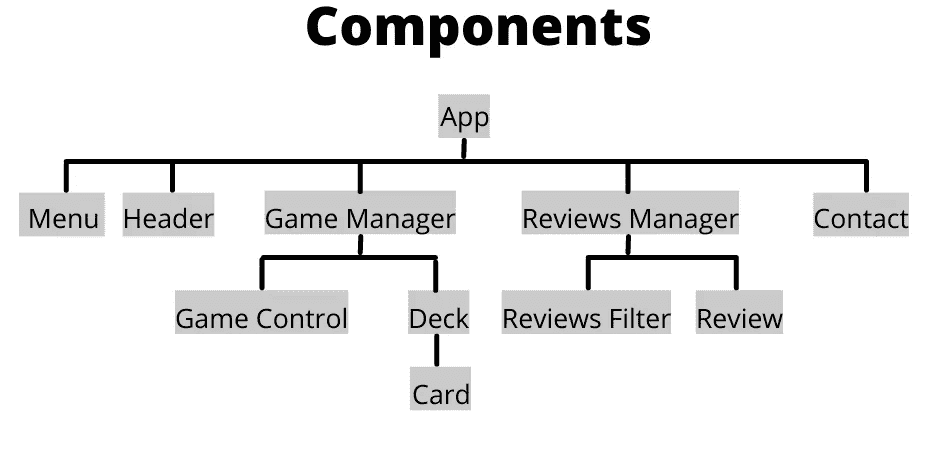 Components
App
Menu
Header
Game Manager
Reviews Manager
Contact
Game Control
Deck
Reviews Filter
Review
Card